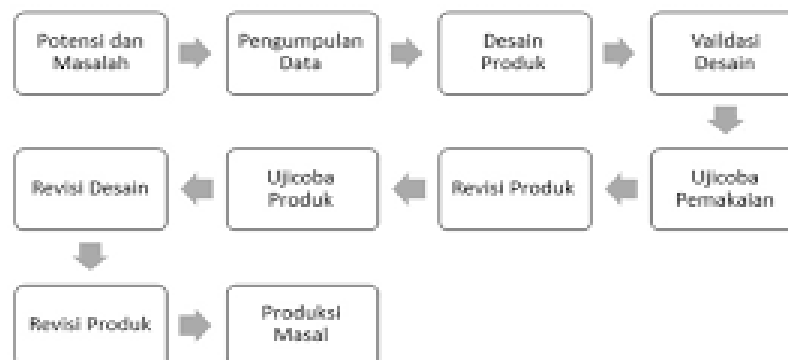 Potensi dan
Masalah
Pengumpulan
Data
Desain
Produk
Vaildasi
Desain
Revisi Desain
Ujicoba
Produk
Revisi Produk
Ujicoba
Pemakaian
Revisi Produk
Produksi
Masal